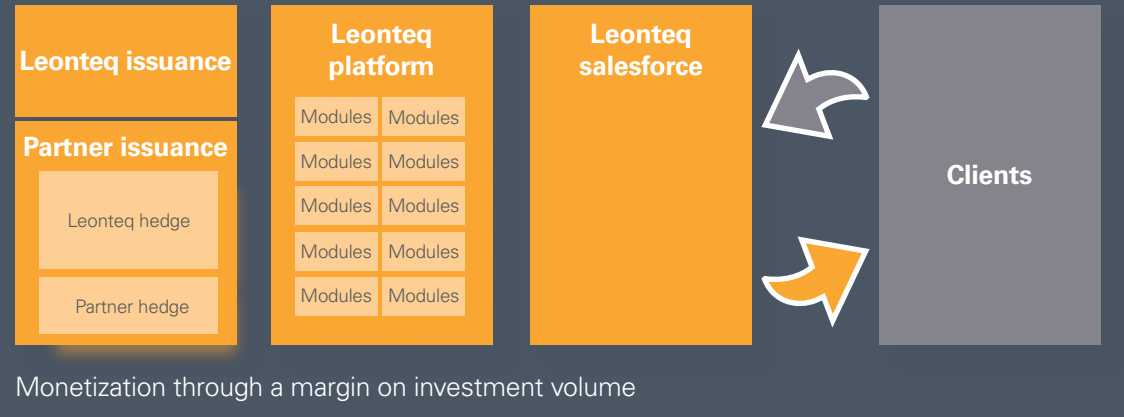 Leonteq issuance
Partner issuance
Leonteq hedge
Partner hedge
Leonteq
platform
Modules Modules
Modules Modules
Modules Modules
Modules Modules
Modules Modules
Leonteq
salesforce
Clients
Monetization through a margin on investment volume